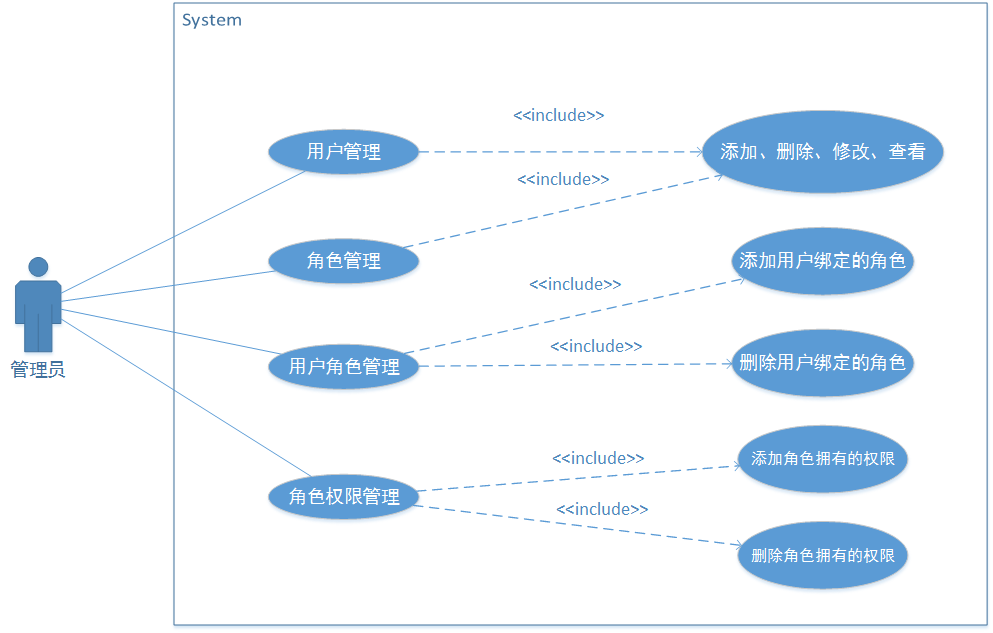 System
<<include>>
用户管理
添加、删除、修改、查看
<<include>>
角色管理
添加用户绑定的角色
<<include>>
<<include>>
用户角色管理
删除用户绑定的角色
管理员
<<include>>
添加角色拥有的权限
角色权限管理
<<include>>
删除角色拥有的权限